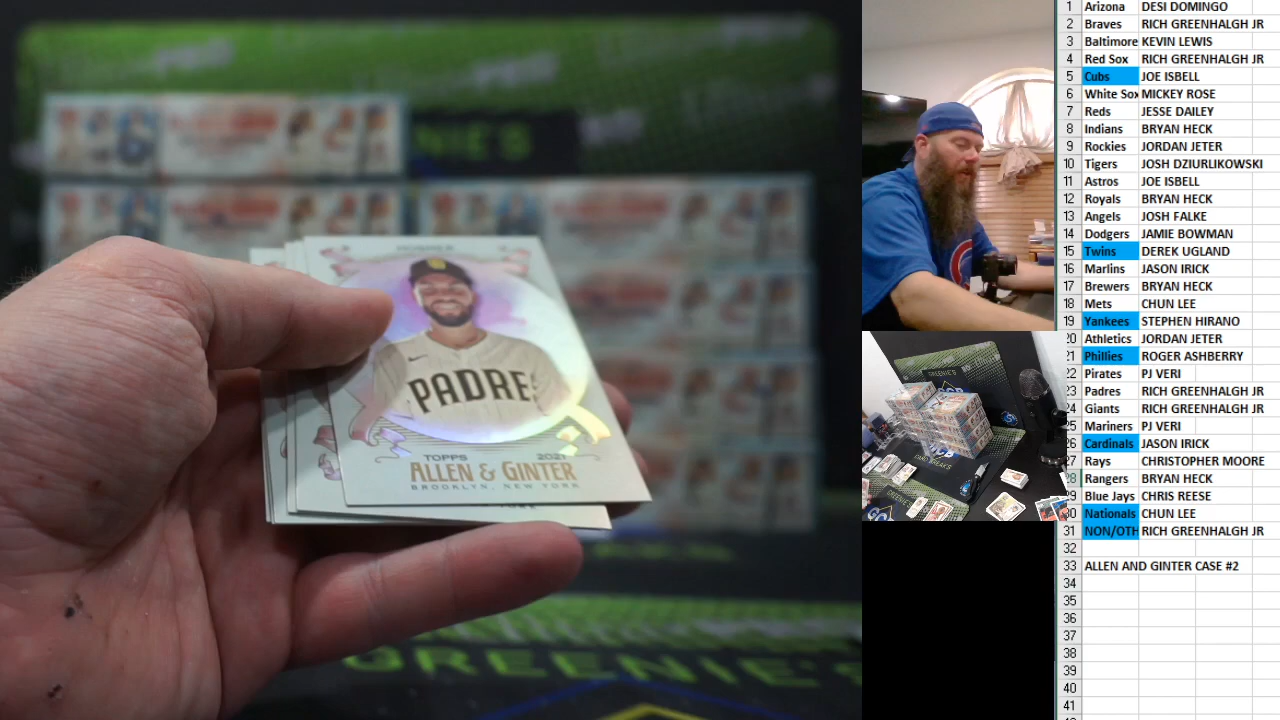 HOSMER
PADRES
TOPPS 2021
ALLEN & GINTER
BROOKLYN, NEW YORK
GREENIE'S
1 Arizona DESI DOMINGO
2 Braves RICH GREENHALGH JR
3 Baltimore KEVIN LEWIS
4 Red Sox RICH GREENHALGH JR
5 Cubs JOE ISBELL
6 White Sox MICKEY ROSE
7 Reds JESSE DAILEY
8 Indians BRYAN HECK
9 Rockies JORDAN JETER
10 Tigers JOSH DZIURLIKOWSKI
11 Astros JOE ISBELL
12 Royals BRYAN HECK
13 Angels JOSH FALKE
14 Dodgers JAMIE BOWMAN
15 Twins DEREK UGLAND
16 Marlins JASON IRICK
17 Brewers BRYAN HECK
18 Mets CHUN LEE
19 Yankees STEPHEN HIRANO
20 Athletics JORDAN JETER
21 Phillies ROGER ASHBERRY
22 Pirates PJ VERI
23 Padres RICH GREENHALGH JR
24 Giants RICH GREENHALGH JR
25 Mariners PJ VERI
26 Cardinals JASON IRICK
27 Rays CHRISTOPHER MOORE
28 Rangers BRYAN HECK
29 Blue Jays CHRIS REESE
30 Nationals CHUN LEE
31 NON/OTH RICH GREENHALGH JR
32
33 ALLEN AND GINTER CASE #2
34
35
36
37
38
39
40
41